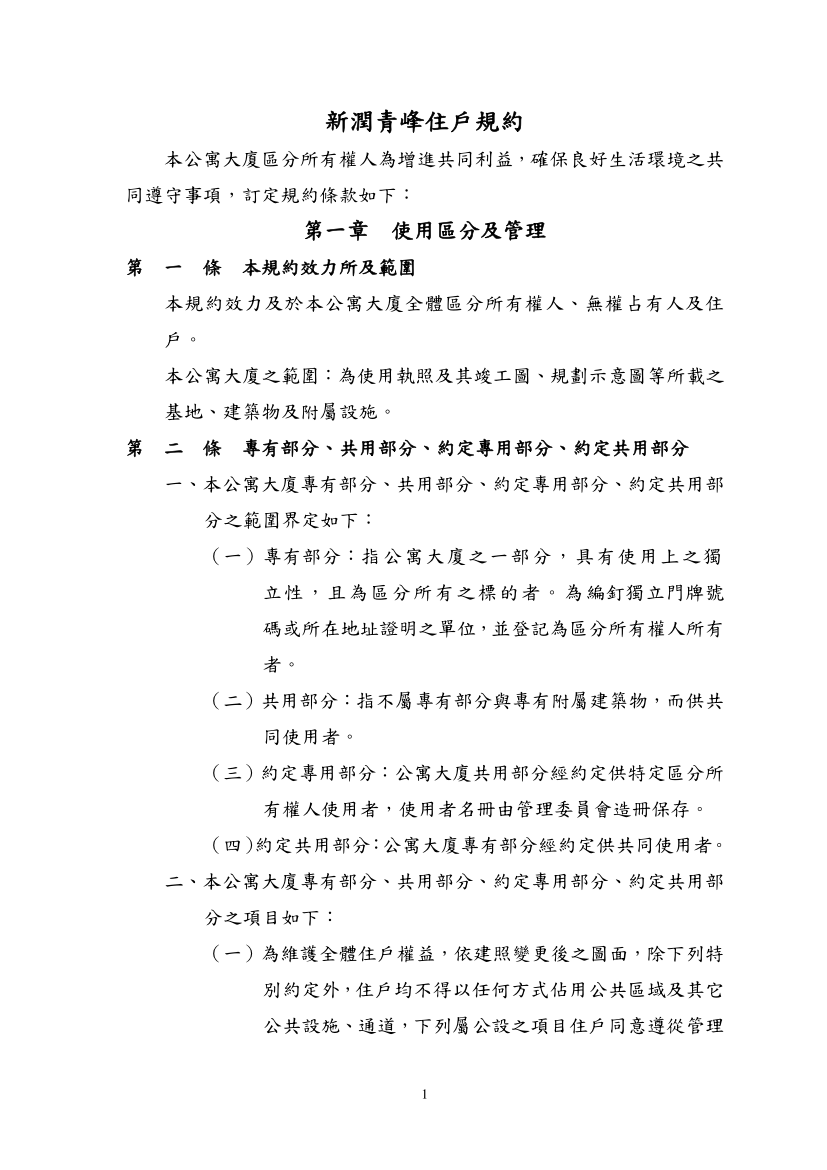 新潤青峰住戶規約
本公寓大廈區分所有權人為增進共同利益，確保良好生活環境之共
同遵守事項，訂定規約條款如下：
第一章　使用區分及管理
第　一　條　本規約效力所及範圍
本規約效力及於本公寓大廈全體區分所有權人、無權占有人及住
戶。
本公寓大廈之範圍：為使用執照及其竣工圖、規劃示意圖等所載之
基地、建築物及附屬設施。
第　二　條　專有部分、共用部分、約定專用部分、約定共用部分
一、本公寓大廈專有部分、共用部分、約定專用部分、約定共用部
分之範圍界定如下：
（一）專有部分：指公寓大廈之一部分，具有使用上之獨
立性，且為區分所有之標的者。為編釘獨立門牌號
碼或所在地址證明之單位，並登記為區分所有權人所有
者。
（二）共用部分：指不屬專有部分與專有附屬建築物，而供共
同使用者。
（三）約定專用部分：公寓大廈共用部分經約定供特定區分所
有權人使用者，使用者名冊由管理委員會造冊保存。
（四）約定共用部分：公寓大廈專有部分經約定供共同使用者。
二、本公寓大廈專有部分、共用部分、約定專用部分、約定共用部
分之項目如下：
（一）為維護全體住戶權益，依建照變更後之圖面，除下列特
別約定外，住戶均不得以任何方式佔用公共區域及其它
公共設施、通道，下列屬公設之項目住戶同意遵從管理
1